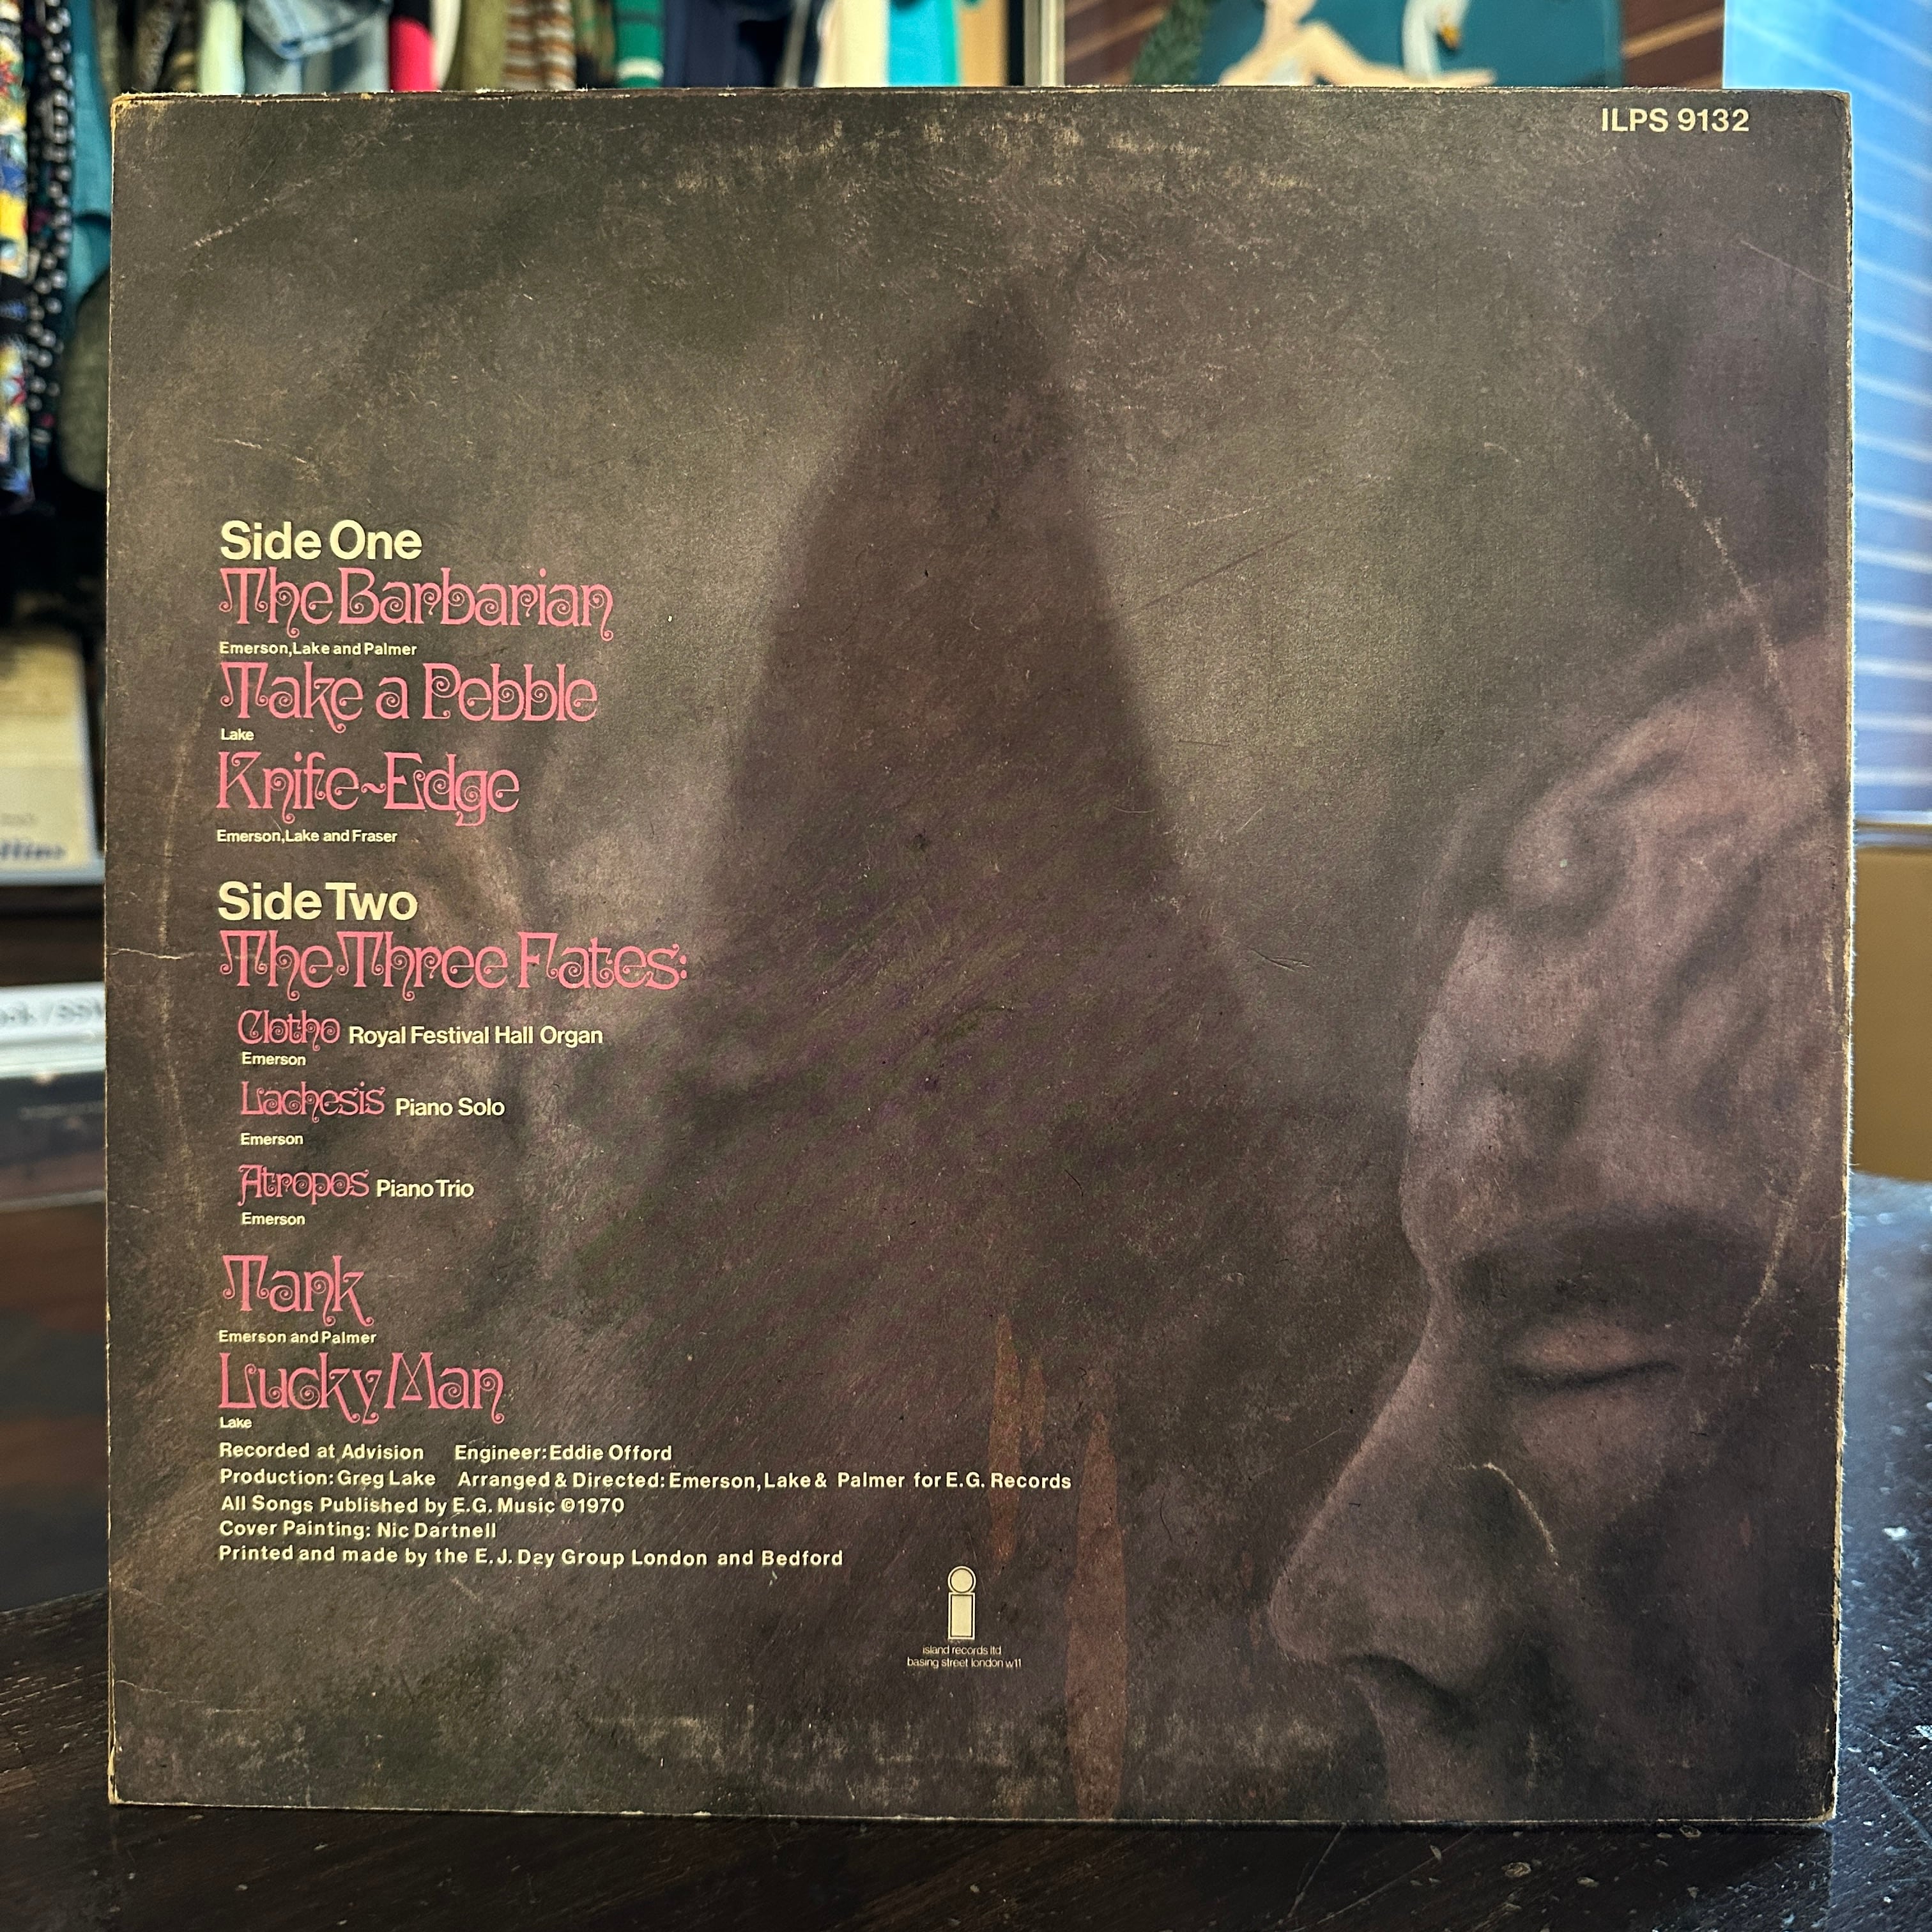 ILPS 9132
Side One
The Barbarian
Emerson, Lake and Palmer
Take a Pebble
Lake
Knife~Edge
Emerson, Lake and Fraser
Side Two
The Three Fates:
Clotho Royal Festival Hall Organ
Emerson
Lachesis Piano Solo
Emerson
Atropos Piano Trio
Emerson
Tank
Emerson and Palmer
Lucky Man
Lake
Recorded at Advision Engineer: Eddie Offord
Production: Greg Lake Arranged & Directed: Emerson, Lake & Palmer for E.G. Records
All Songs Published by E.G. Music ©1970
Cover Painting: Nic Dartnell
Printed and made by the E.J. Day Group London and Bedford
island records ltd
basing street london w11